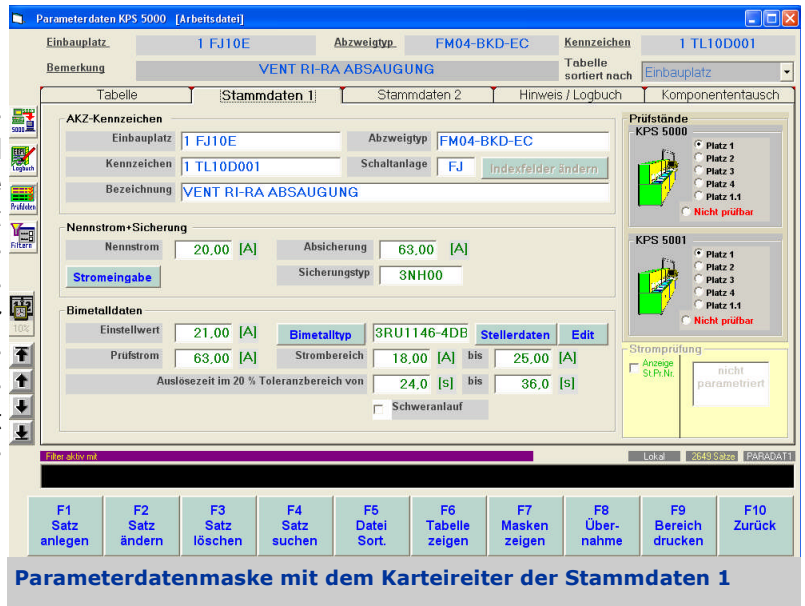 Parameterdaten KPS 5000 [Arbeitsdatei]
Einbauplatz 1 FJ10E Abzweigtyp FM04-BKD-EC Kennzeichen 1 TL10D001
Bemerkung VENT RI-RA ABSAUGUNG Tabelle sortiert nach Einbauplatz
Tabelle Stammdaten 1 Stammdaten 2 Hinweis / Logbuch Komponententausch
AKZ-Kennzeichen
Einbauplatz 1 FJ10E Abzweigtyp FM04-BKD-EC
Kennzeichen 1 TL10D001 Schaltanlage FJ Indexfelder ändern
Bezeichnung VENT RI-RA ABSAUGUNG
Nennstrom+Sicherung
Nennstrom 20,00 [A] Absicherung 63,00 [A]
Stromeingabe Sicherungstyp 3NH00
Bimetalldaten
Einstellwert 21,00 [A] Bimetalltyp 3RU1146-4DB Stellerdaten Edit
Prüfstrom 63,00 [A] Strombereich 18,00 [A] bis 25,00 [A]
Auslösezeit im 20 % Toleranzbereich von 24,0 [s] bis 36,0 [s]
Schweranlauf
Prüfstände
KPS 5000
Platz 1
Platz 2
Platz 3
Platz 4
Platz 1.1
Nicht prüfbar
KPS 5001
Platz 1
Platz 2
Platz 3
Platz 4
Platz 1.1
Nicht prüfbar
Stromprüfung
Anzeige
St.Pr.Nr.
nicht
parametriert
5000
Logbuch
Prüfdaten
Filtern
10%
Filter aktiv mit Lokal 2649 Sätze PARADAT1
F1 Satz anlegen
F2 Satz ändern
F3 Satz löschen
F4 Satz suchen
F5 Datei Sort.
F6 Tabelle zeigen
F7 Masken zeigen
F8 Über-nahme
F9 Bereich drucken
F10 Zurück
Parameterdatenmaske mit dem Karteireiter der Stammdaten 1